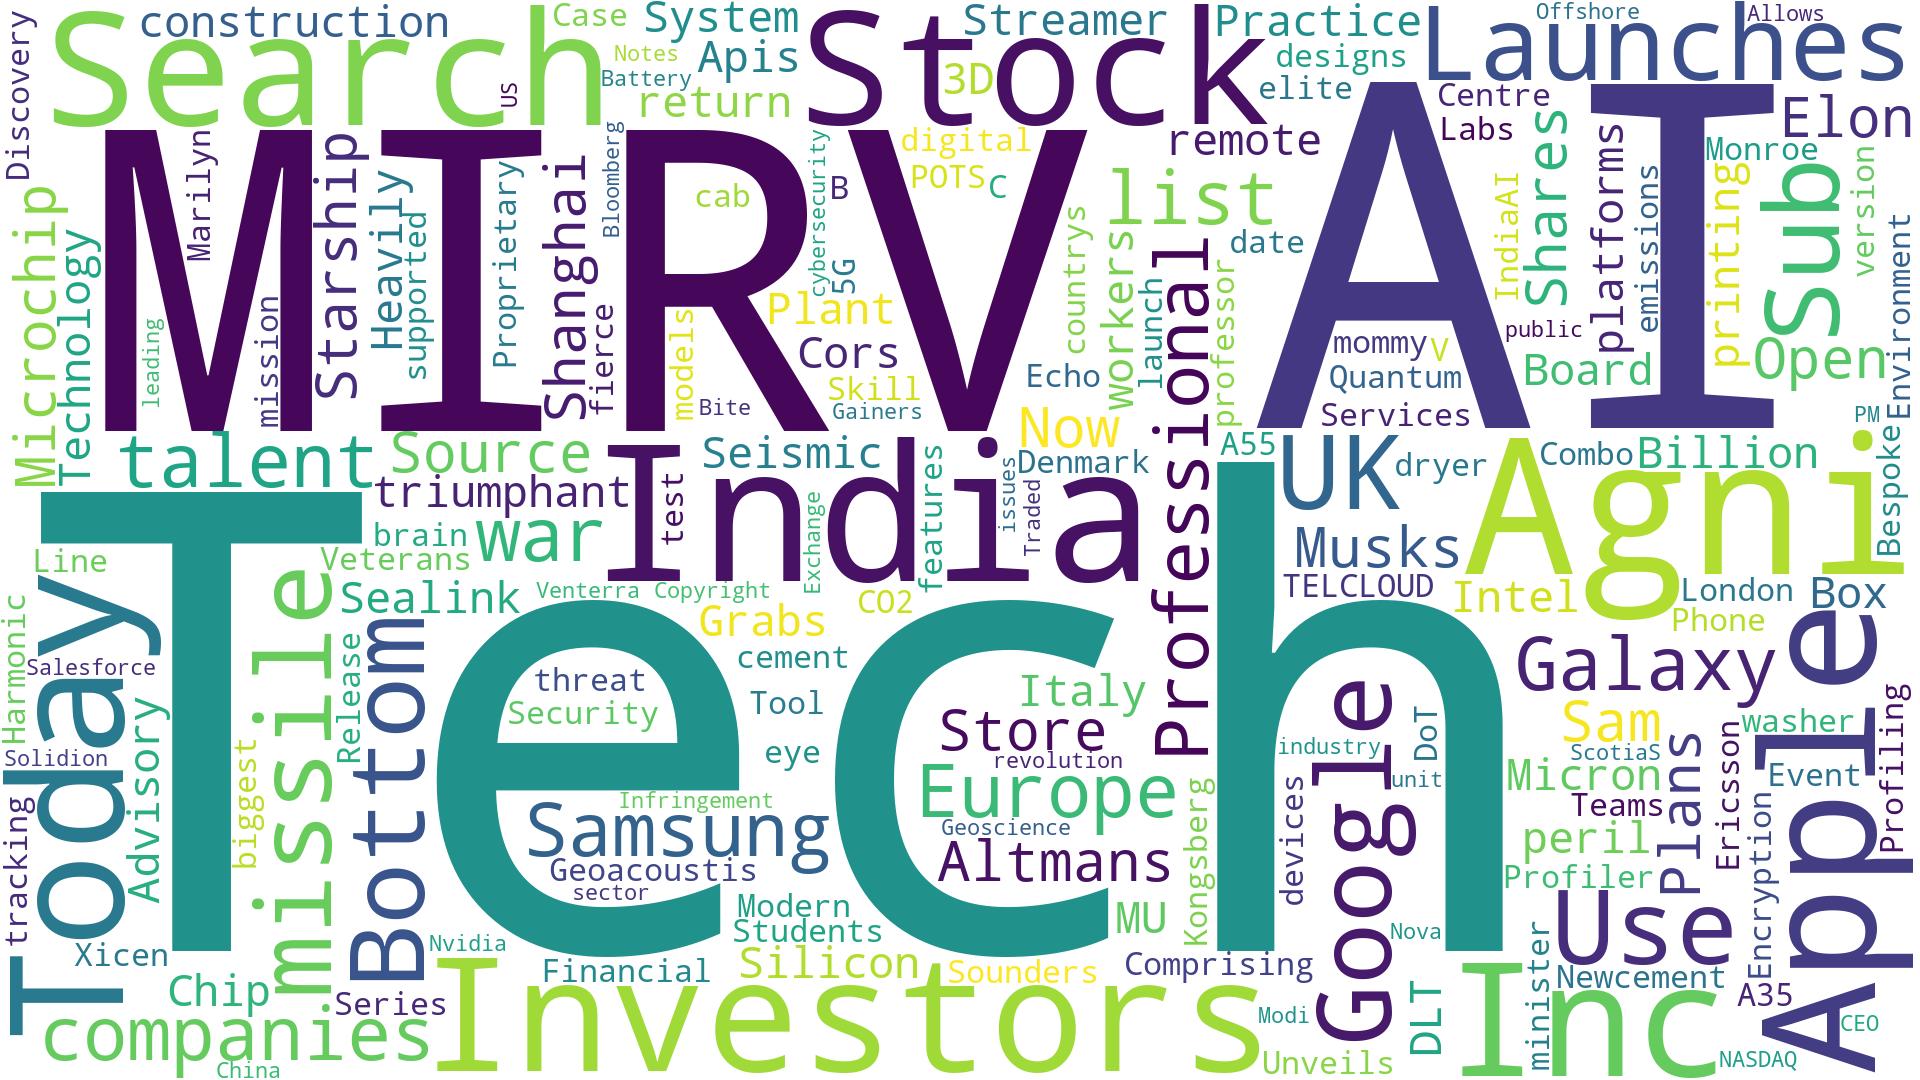 Discovery
construction
Search
Case
System
Streamer
Practice
Offshore
Allows
Launches
Notes
Battery
Apis
US
return
Stock
3D
designs
elite
Centre
Labs
Elon
MIRV
AI
Marilyn
Starship
Heavily
supported
Proprietary
Shanghai
Bloomberg
fierce
cab
cybersecurity
digital
POTS
B
C
5G
remote
list
date
Shares
platforms
Monroe
emissions
printing
Sub
version
Environment
IndiaAI
Microchip
Technology
leading
mission
models
Plant
Cors
Skill
Gainers
Bite
Echo
countrys
workers
launch
Professional
professor
public
mommy
V
Quantum
Services
Board
Open
PM
talent
Source
triumphant
Seismic
Now
Denmark
A55
UK
dryer
Combo
Billion
Bespoke
India
test
brain
Veterans
war
Exchange
features
issues
Traded
Musks
Agni
Line
Tech
Today
missile
Sealink
Venterra
Copyright
Grabs
CO2
TELCLOUD
Intel
London
Box
Phone
Harmonic
Salesforce
Release
Bottom
cement
threat
Security
Tool
Italy
Galaxy
Apple
Solidion
Advisory
biggest
eye
Store
revolution
Google
industry
DoT
unit
Sam
ScotiaS
washer
Event
Profiling
tracking
Infringement
Samsung
Europe
Geoscience
Kongsberg
devices
Micron
Teams
Plans
Ericsson
Encryption
Geoacoustis
sector
Altmans
peril
Profiler
Xicen
Nvidia
Modern
Students
MU
Nova
Use
minister
Chip
Series
Financial
Silicon
Sounders
Comprising
Newcement
A35
companies
Investors
Modi
DLT
Inc
CEO
China
Unveils
NASDAQ